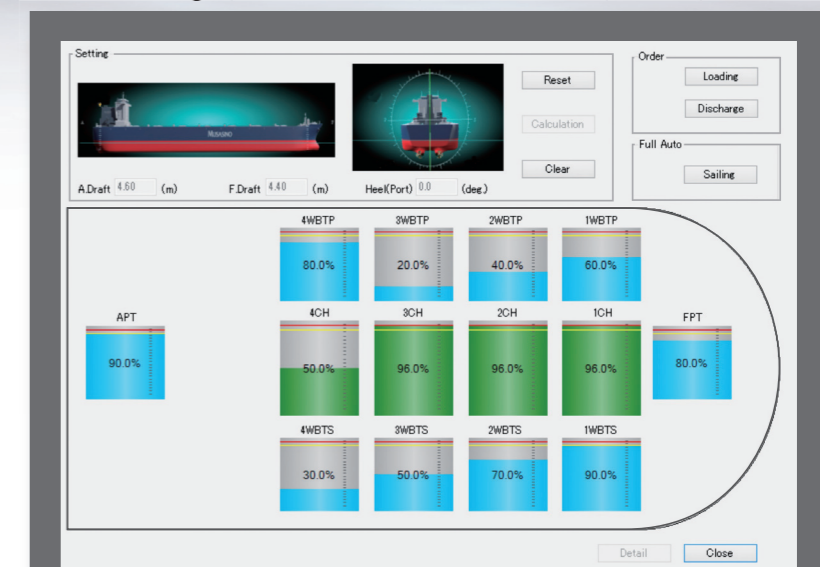 Setting
Order
Reset
Loading
Discharge
Calculation
Full Auto
Clear
Sailing
A.Draft 4.60 (m)
F.Draft 4.40 (m)
Heel(Port) 0.0 (deg.)
MUSASINO
4WBTP
3WBTP
2WBTP
1WBTP
80.0%
20.0%
40.0%
60.0%
APT
4CH
3CH
2CH
1CH
FPT
90.0%
50.0%
96.0%
96.0%
96.0%
80.0%
4WBTS
3WBTS
2WBTS
1WBTS
30.0%
50.0%
70.0%
90.0%
Detail
Close